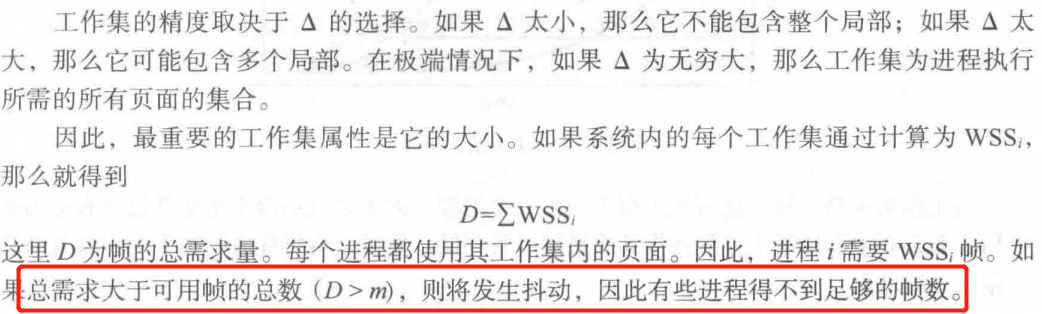 工作集的精度取决于 Δ 的选择。如果 Δ 太小，那么它不能包含整个局部；如果 Δ 太
大，那么它可能包含多个局部。在极端情况下，如果 Δ 为无穷大，那么工作集为进程执行
所需的所有页面的集合。
因此，最重要的工作集属性是它的大小。如果系统内的每个工作集通过计算为 WSSᵢ，
那么就得到
D=∑WSSᵢ
这里 D 为帧的总需求量。每个进程都使用其工作集内的页面。因此，进程 i 需要 WSSᵢ 帧。如
果总需求大于可用帧的总数（D > m），则将发生抖动，因此有些进程得不到足够的帧数。